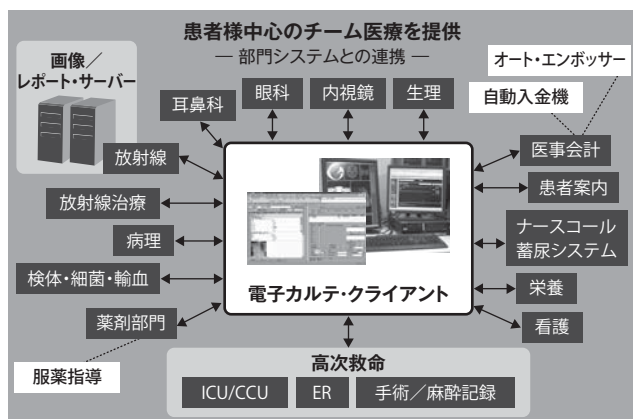 患者様中心のチーム医療を提供
― 部門システムとの連携 ―
画像／
レポート・サーバー
オート・エンボッサー
自動入金機
耳鼻科
眼科
内視鏡
生理
放射線
医事会計
放射線治療
患者案内
病理
ナースコール
蓄尿システム
検体・細菌・輸血
栄養
薬剤部門
看護
服薬指導
電子カルテ・クライアント
高次救命
ICU/CCU
ER
手術／麻酔記録